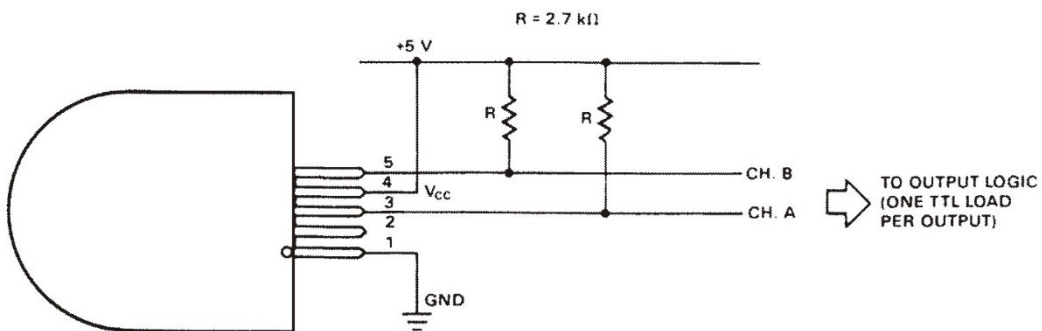 R = 2.7 kΩ
+5 V
R
R
5
CH. B
4
VCC
3
CH. A
2
1
GND
TO OUTPUT LOGIC
(ONE TTL LOAD
PER OUTPUT)